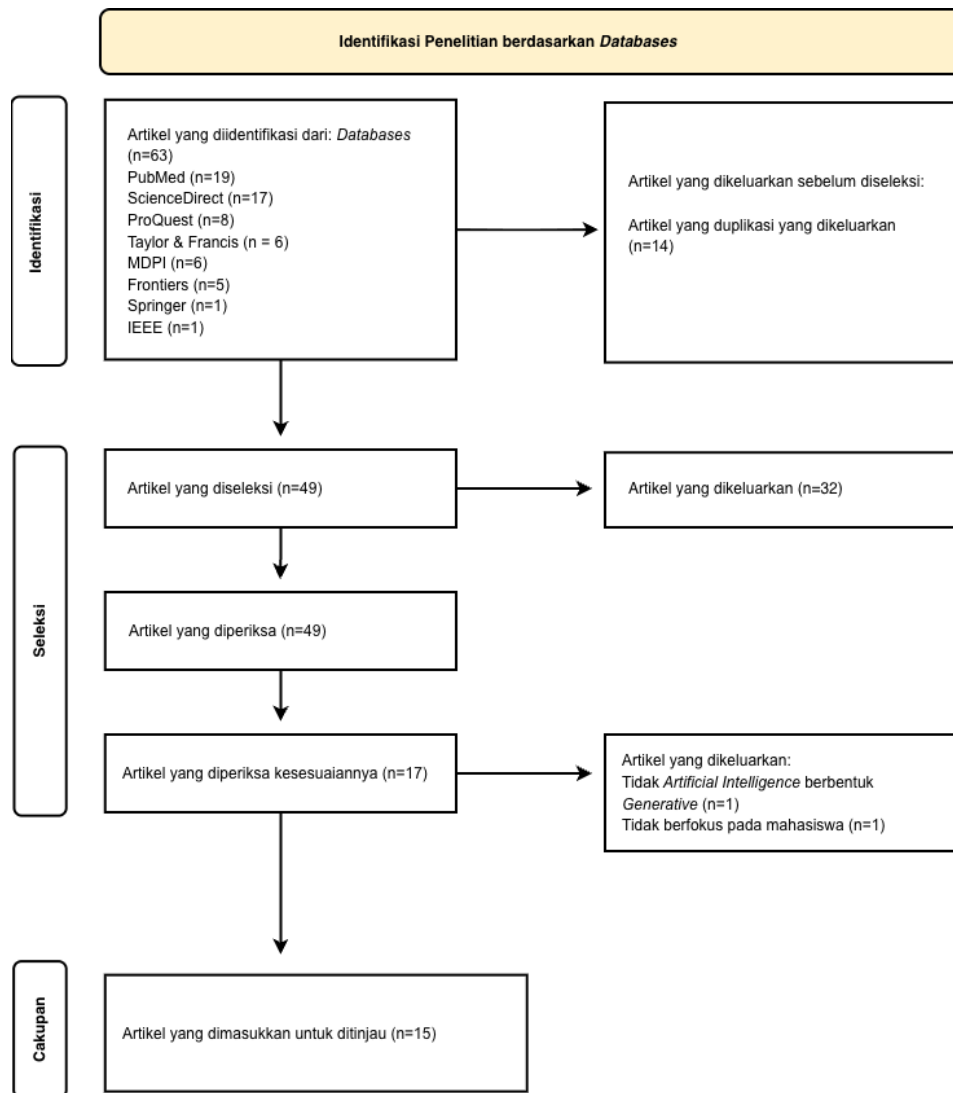 Identifikasi Penelitian berdasarkan Databases
Identifikasi
Artikel yang diidentifikasi dari: Databases
(n=63)
PubMed (n=19)
ScienceDirect (n=17)
ProQuest (n=8)
Taylor & Francis (n = 6)
MDPI (n=6)
Frontiers (n=5)
Springer (n=1)
IEEE (n=1)
Artikel yang dikeluarkan sebelum diseleksi:
Artikel yang duplikasi yang dikeluarkan
(n=14)
Seleksi
Artikel yang diseleksi (n=49)
Artikel yang dikeluarkan (n=32)
Artikel yang diperiksa (n=49)
Artikel yang diperiksa kesesuaiannya (n=17)
Artikel yang dikeluarkan:
Tidak Artificial Intelligence berbentuk
Generative (n=1)
Tidak berfokus pada mahasiswa (n=1)
Cakupan
Artikel yang dimasukkan untuk ditinjau (n=15)